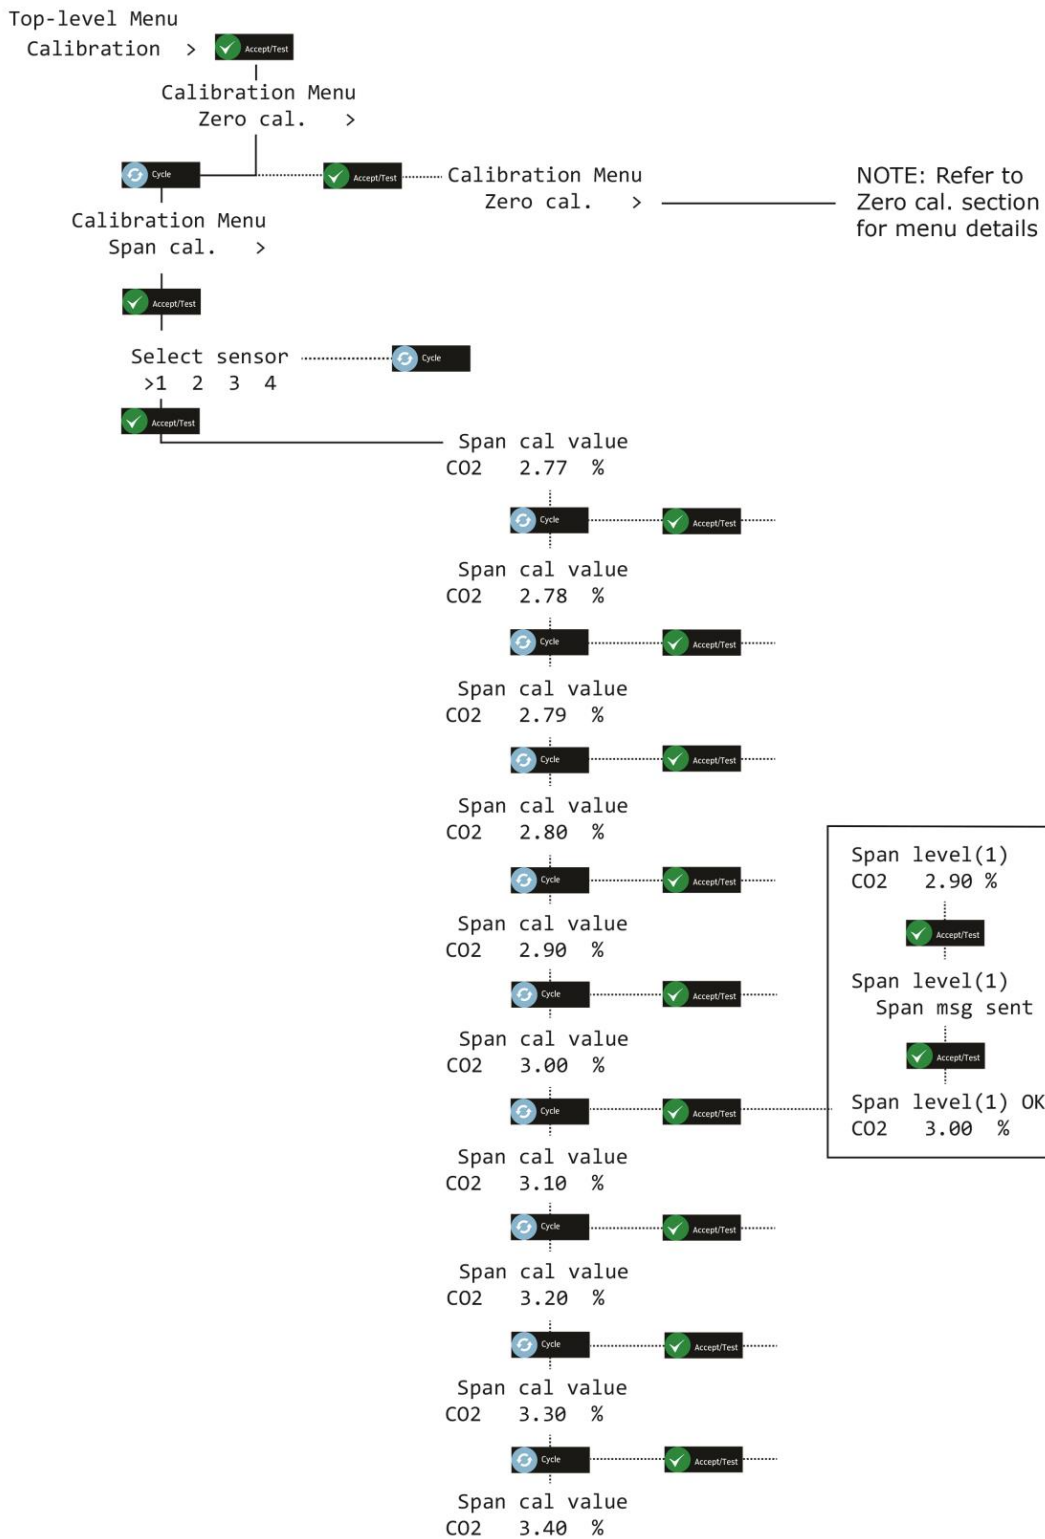 Top-level Menu
Calibration >
Accept/Test
Calibration Menu
Zero cal. >
Cycle
Accept/Test
Calibration Menu
Zero cal. >
NOTE: Refer to
Zero cal. section
for menu details
Calibration Menu
Span cal. >
Accept/Test
Select sensor
Cycle
>1 2 3 4
Accept/Test
Span cal value
CO2 2.77 %
Cycle
Accept/Test
Span cal value
CO2 2.78 %
Cycle
Accept/Test
Span cal value
CO2 2.79 %
Cycle
Accept/Test
Span cal value
CO2 2.80 %
Cycle
Accept/Test
Span cal value
CO2 2.90 %
Cycle
Accept/Test
Span cal value
CO2 3.00 %
Cycle
Accept/Test
Span level(1)
CO2 2.90 %
Accept/Test
Span level(1)
Span msg sent
Accept/Test
Span level(1) OK
CO2 3.00 %
Span cal value
CO2 3.10 %
Cycle
Accept/Test
Span cal value
CO2 3.20 %
Cycle
Accept/Test
Span cal value
CO2 3.30 %
Cycle
Accept/Test
Span cal value
CO2 3.40 %